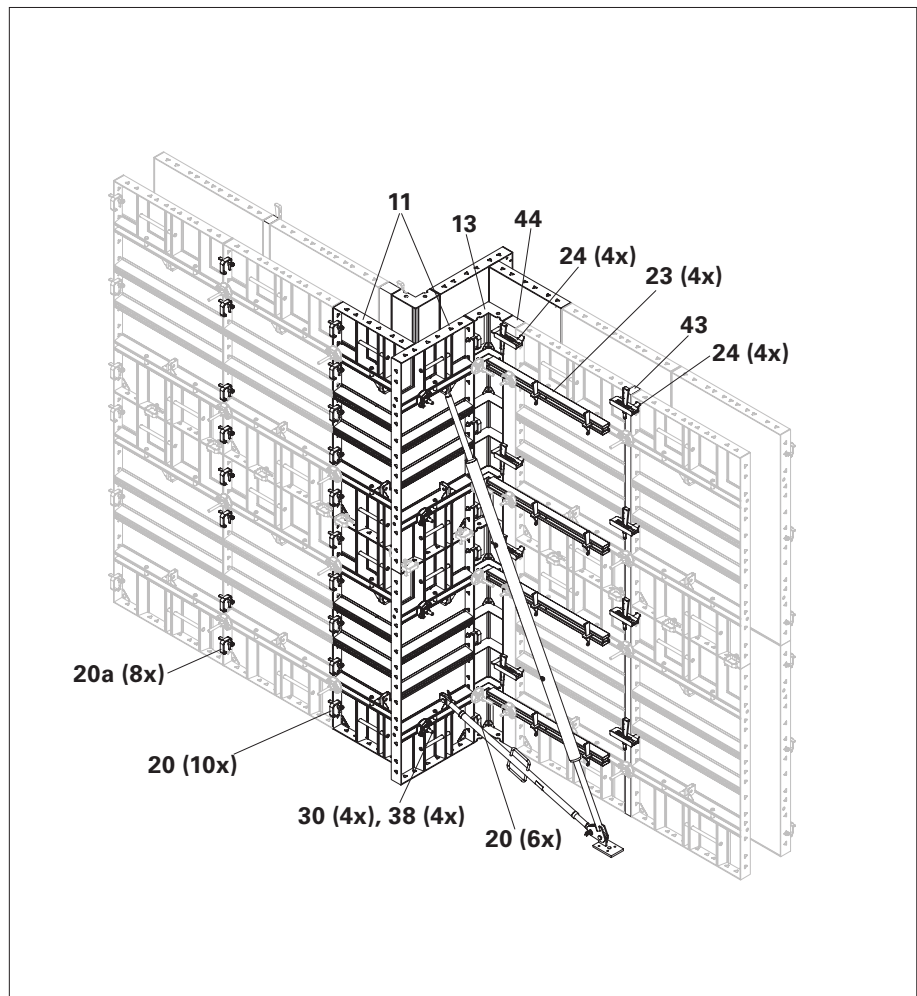 11
13
44
24 (4x)
23 (4x)
43
24 (4x)
20a (8x)
20 (10x)
30 (4x), 38 (4x)
20 (6x)